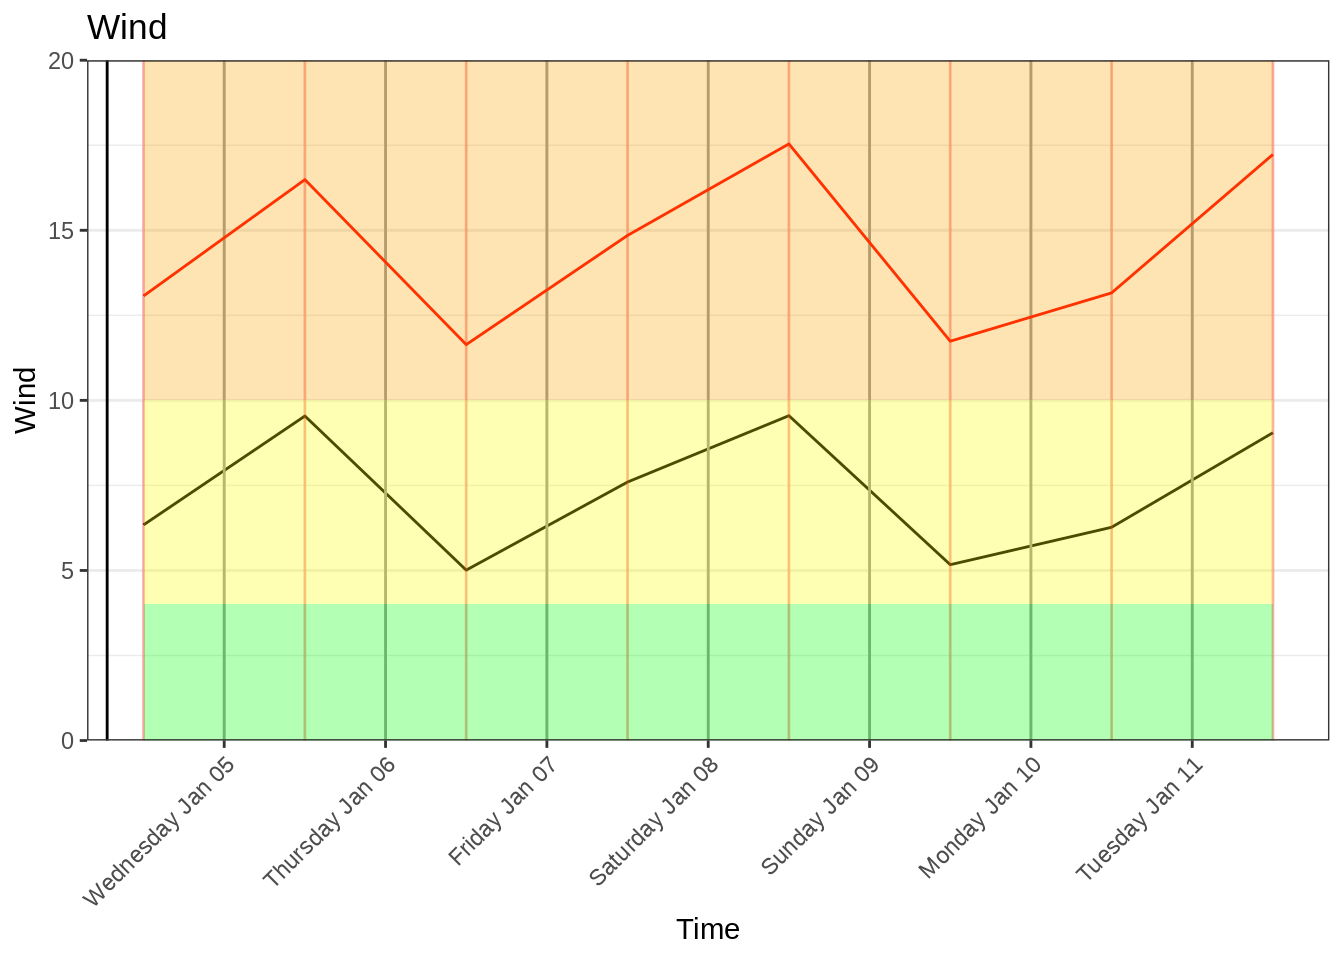 Wind
20
15
10
5
0
Wind
Wednesday Jan 05
Thursday Jan 06
Friday Jan 07
Saturday Jan 08
Sunday Jan 09
Monday Jan 10
Tuesday Jan 11
Time